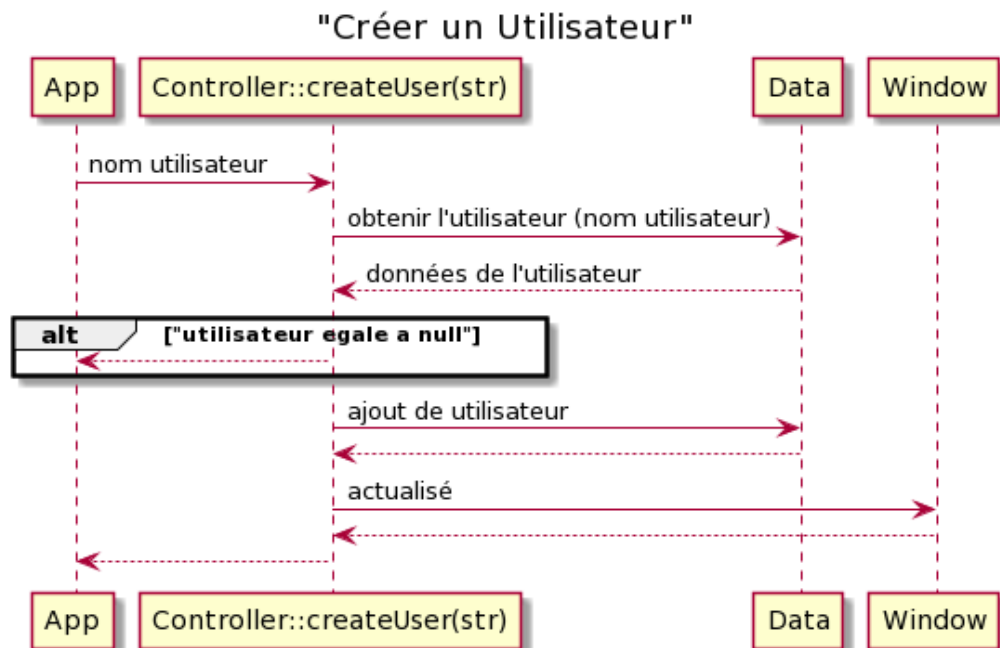 "Créer un Utilisateur"
App Controller::createUser(str) Data Window
nom utilisateur
obtenir l'utilisateur (nom utilisateur)
données de l'utilisateur
alt ["utilisateur egale a null"]
ajout de utilisateur
actualisé
App Controller::createUser(str) Data Window